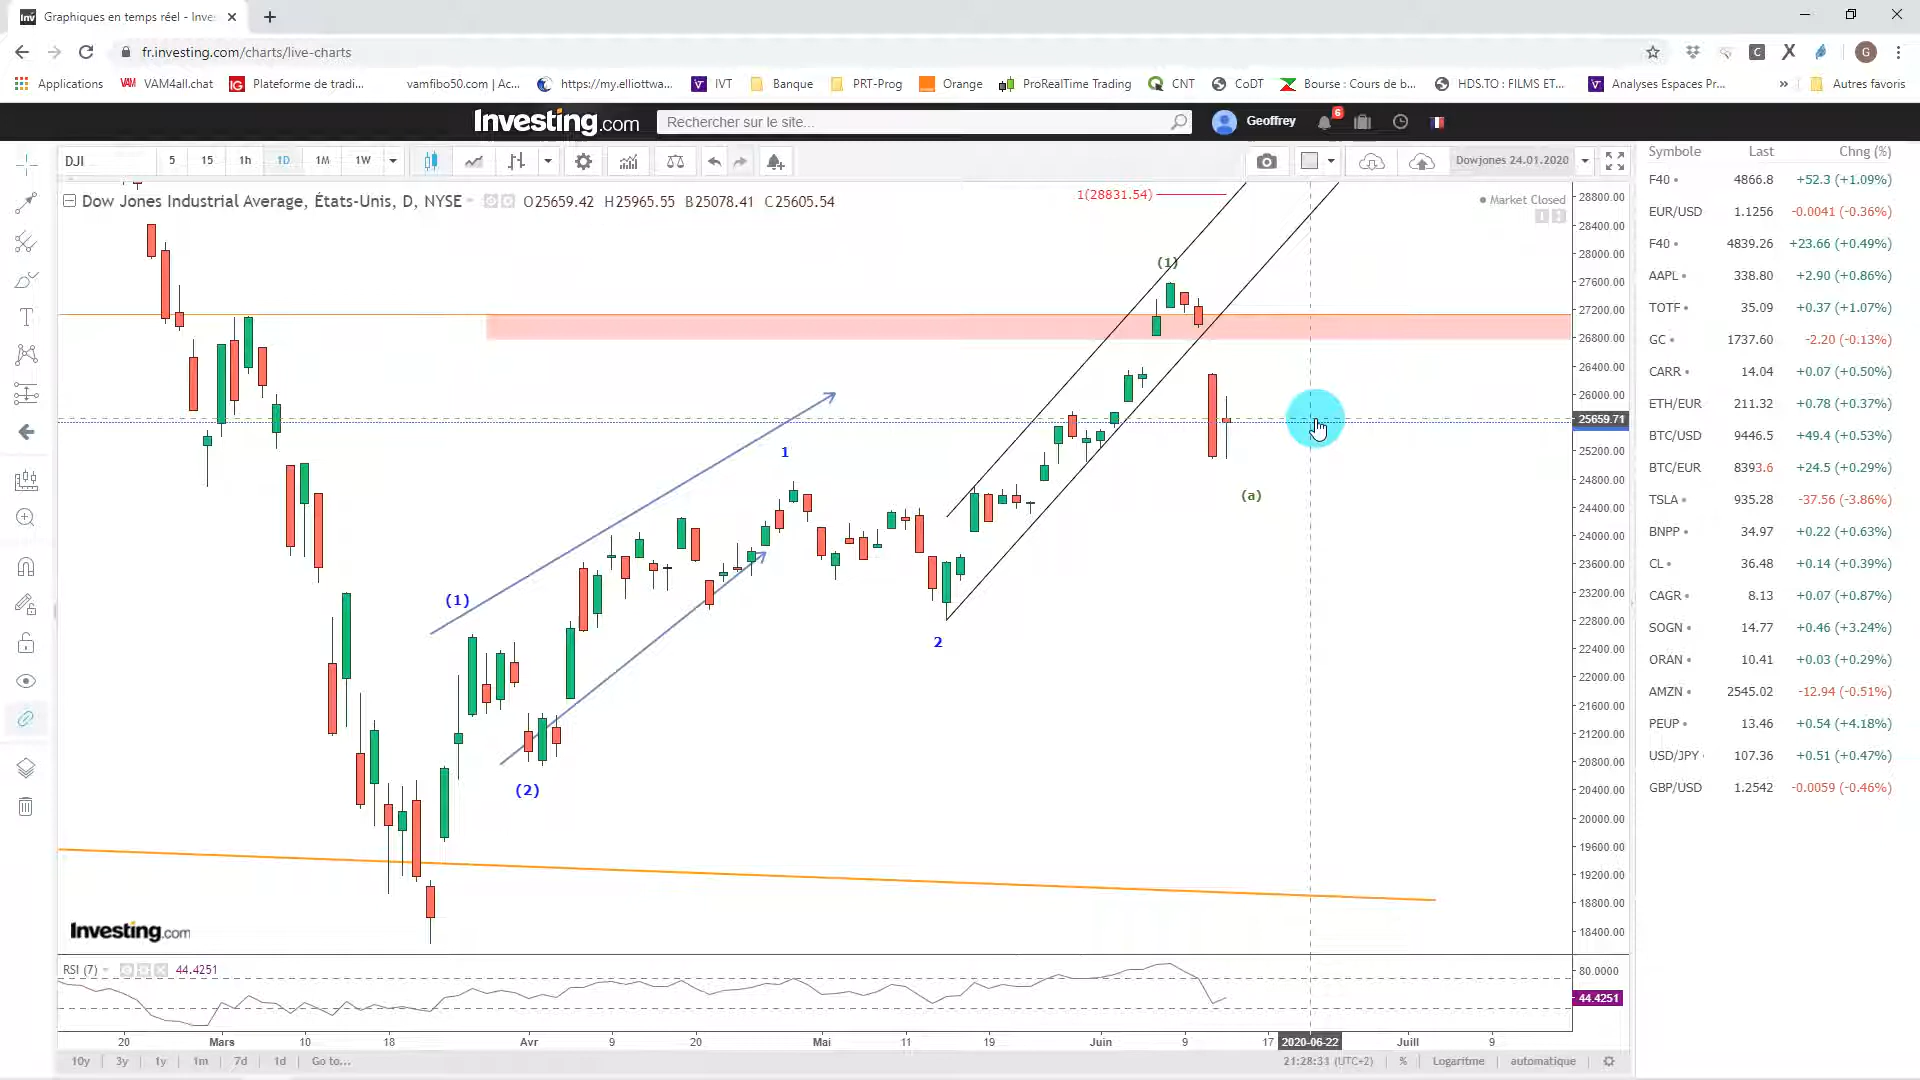 Graphiques en temps réel - Inve
fr.investing.com/charts/live-charts
G
Applications VAM4all.chat Plateforme de tradi... vamfibo50.com | Ac... https://my.elliottwa... IVT Banque PRT-Prog Orange ProRealTime Trading CNT CoDT Bourse : Cours de b... HDS.TO : FILMS ET... Analyses Espaces Pr... » Autres favoris
Investing.com Rechercher sur le site... Geoffrey 6
DJI 5 15 1h 1D 1M 1W Dowjones 24.01.2020
Dow Jones Industrial Average, États-Unis, D, NYSE O25659.42 H25965.55 B25078.41 C25605.54
Market Closed
1(28831.54)
(1)
1
(a)
(1)
2
(2)
28800.00
28400.00
28000.00
27600.00
27200.00
26800.00
26400.00
26000.00
25659.71
25200.00
24800.00
24400.00
24000.00
23600.00
23200.00
22800.00
22400.00
22000.00
21600.00
21200.00
20800.00
20400.00
20000.00
19600.00
19200.00
18800.00
18400.00
Investing.com
RSI (7) 44.4251
80.0000
44.4251
20 Mars 10 18 Avr 9 20 Mai 11 19 Juin 9 17 2020-06-22 Juill 9
10y 3y 1y 1m 7d 1d Go to... 21:28:31 (UTC+2) % Logaritme automatique
Symbole Last Chng (%)
F40 4866.8 +52.3 (+1.09%)
EUR/USD 1.1256 -0.0041 (-0.36%)
F40 4839.26 +23.66 (+0.49%)
AAPL 338.80 +2.90 (+0.86%)
TOTF 35.09 +0.37 (+1.07%)
GC 1737.60 -2.20 (-0.13%)
CARR 14.04 +0.07 (+0.50%)
ETH/EUR 211.32 +0.78 (+0.37%)
BTC/USD 9446.5 +49.4 (+0.53%)
BTC/EUR 8393.6 +24.5 (+0.29%)
TSLA 935.28 -37.56 (-3.86%)
BNPP 34.97 +0.22 (+0.63%)
CL 36.48 +0.14 (+0.39%)
CAGR 8.13 +0.07 (+0.87%)
SOGN 14.77 +0.46 (+3.24%)
ORAN 10.41 +0.03 (+0.29%)
AMZN 2545.02 -12.94 (-0.51%)
PEUP 13.46 +0.54 (+4.18%)
USD/JPY 107.36 +0.51 (+0.47%)
GBP/USD 1.2542 -0.0059 (-0.46%)